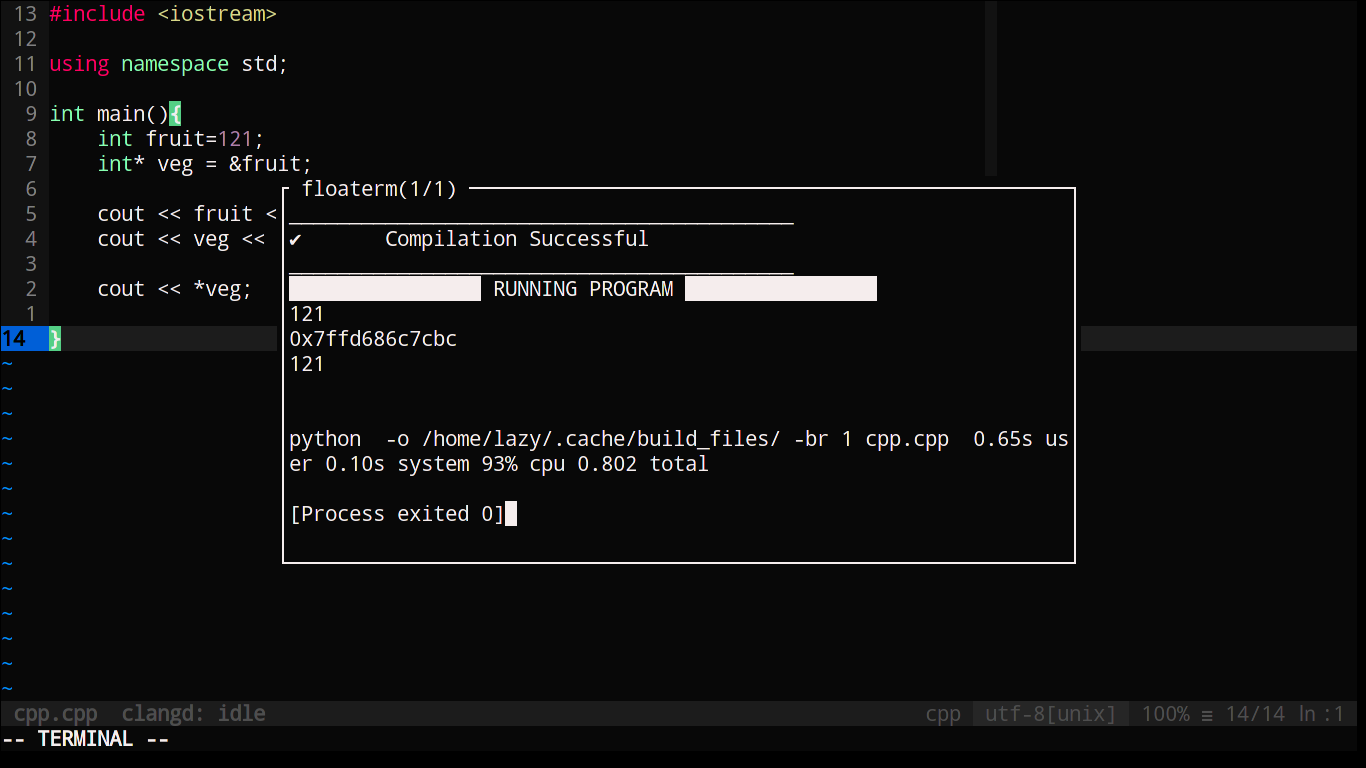 13 #include <iostream>
12
11 using namespace std;
10
9 int main(){
8     int fruit=121;
7     int* veg = &fruit;
6
5     cout << fruit <
4     cout << veg <<
3
2     cout << *veg;
1
14 }
~
~
~
~
~
~
~
~
~
~
~
~
~
~
floaterm(1/1)
✔ Compilation Successful
RUNNING PROGRAM
121
0x7ffd686c7cbc
121
python  -o /home/lazy/.cache/build_files/ -br 1 cpp.cpp  0.65s us
er 0.10s system 93% cpu 0.802 total
[Process exited 0]
cpp.cpp  clangd: idle cpp utf-8[unix] 100% ≡ 14/14 ln :1
-- TERMINAL --